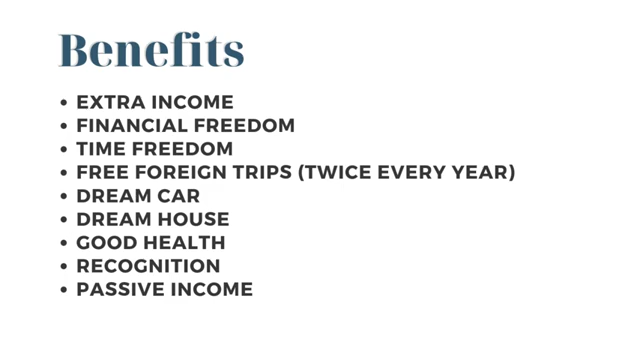 Benefits
• EXTRA INCOME
• FINANCIAL FREEDOM
• TIME FREEDOM
• FREE FOREIGN TRIPS (TWICE EVERY YEAR)
• DREAM CAR
• DREAM HOUSE
• GOOD HEALTH
• RECOGNITION
• PASSIVE INCOME